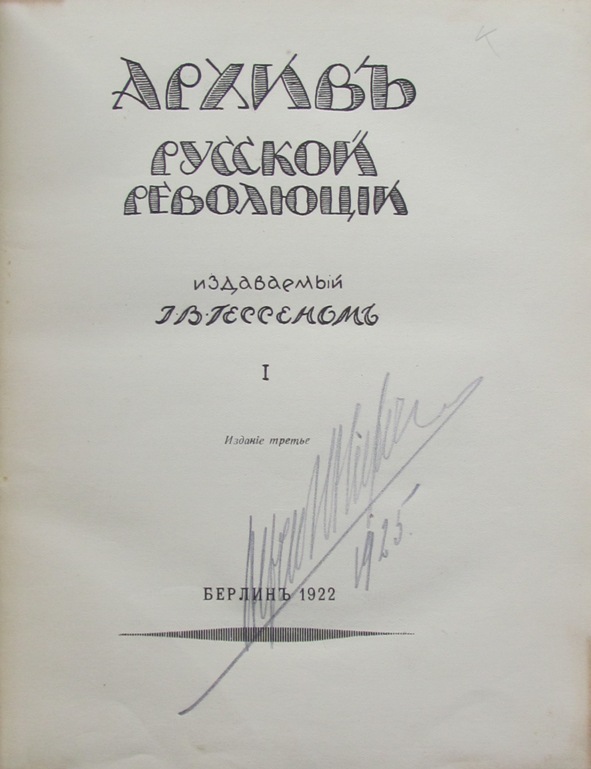 АРХИВЪ
РУССКОЙ
РЕВОЛЮЦІИ
ИЗДАВАЕМЫЙ
І·В·ГЕССЕНОМЪ
I
Изданіе третье
1925
БЕРЛИНЪ 1922